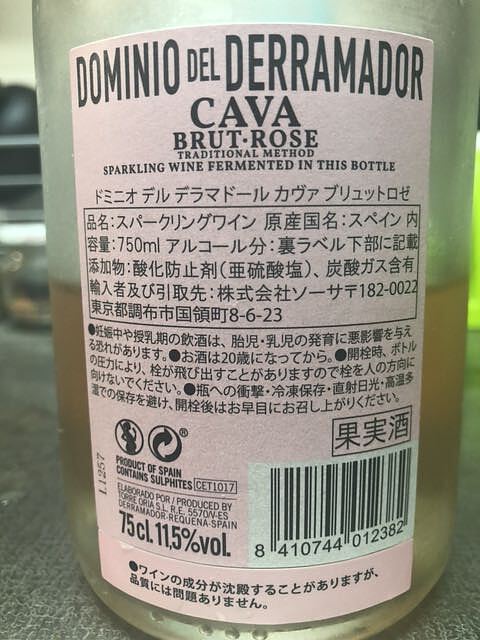 DOMINIO DEL DERRAMADOR
CAVA
BRUT·ROSE
TRADITIONAL METHOD
SPARKLING WINE FERMENTED IN THIS BOTTLE
ドミニオ デル デラマドール カヴァ ブリュットロゼ
品名:スパークリングワイン 原産国名:スペイン 内
容量:750ml アルコール分:裏ラベル下部に記載
添加物:酸化防止剤(亜硫酸塩)、炭酸ガス含有
輸入者及び引取先:株式会社ソーサ〒182-0022
東京都調布市国領町8-6-23
●妊娠中や授乳期の飲酒は、胎児・乳児の発育に悪影響を与え
る恐れがあります。●お酒は20歳になってから。●開栓時、ボトル
の圧力により、栓が飛び出すことがありますので栓を人の方向に
向けないでください。●瓶への衝撃・冷凍保存・直射日光・高温多
湿での保存を避け、開栓後はお早目にお召し上がりください。
果実酒
PRODUCT OF SPAIN
CONTAINS SULPHITES CET1017
L1257
ELABORADO POR / PRODUCED BY
TORRE ORIA S.L. R.E. 5570/V-ES
DERRAMADOR-REQUENA-SPAIN
75cl. 11,5%vol.
8 410744 012382
●ワインの成分が沈殿することがありますが、
品質には問題ありません。